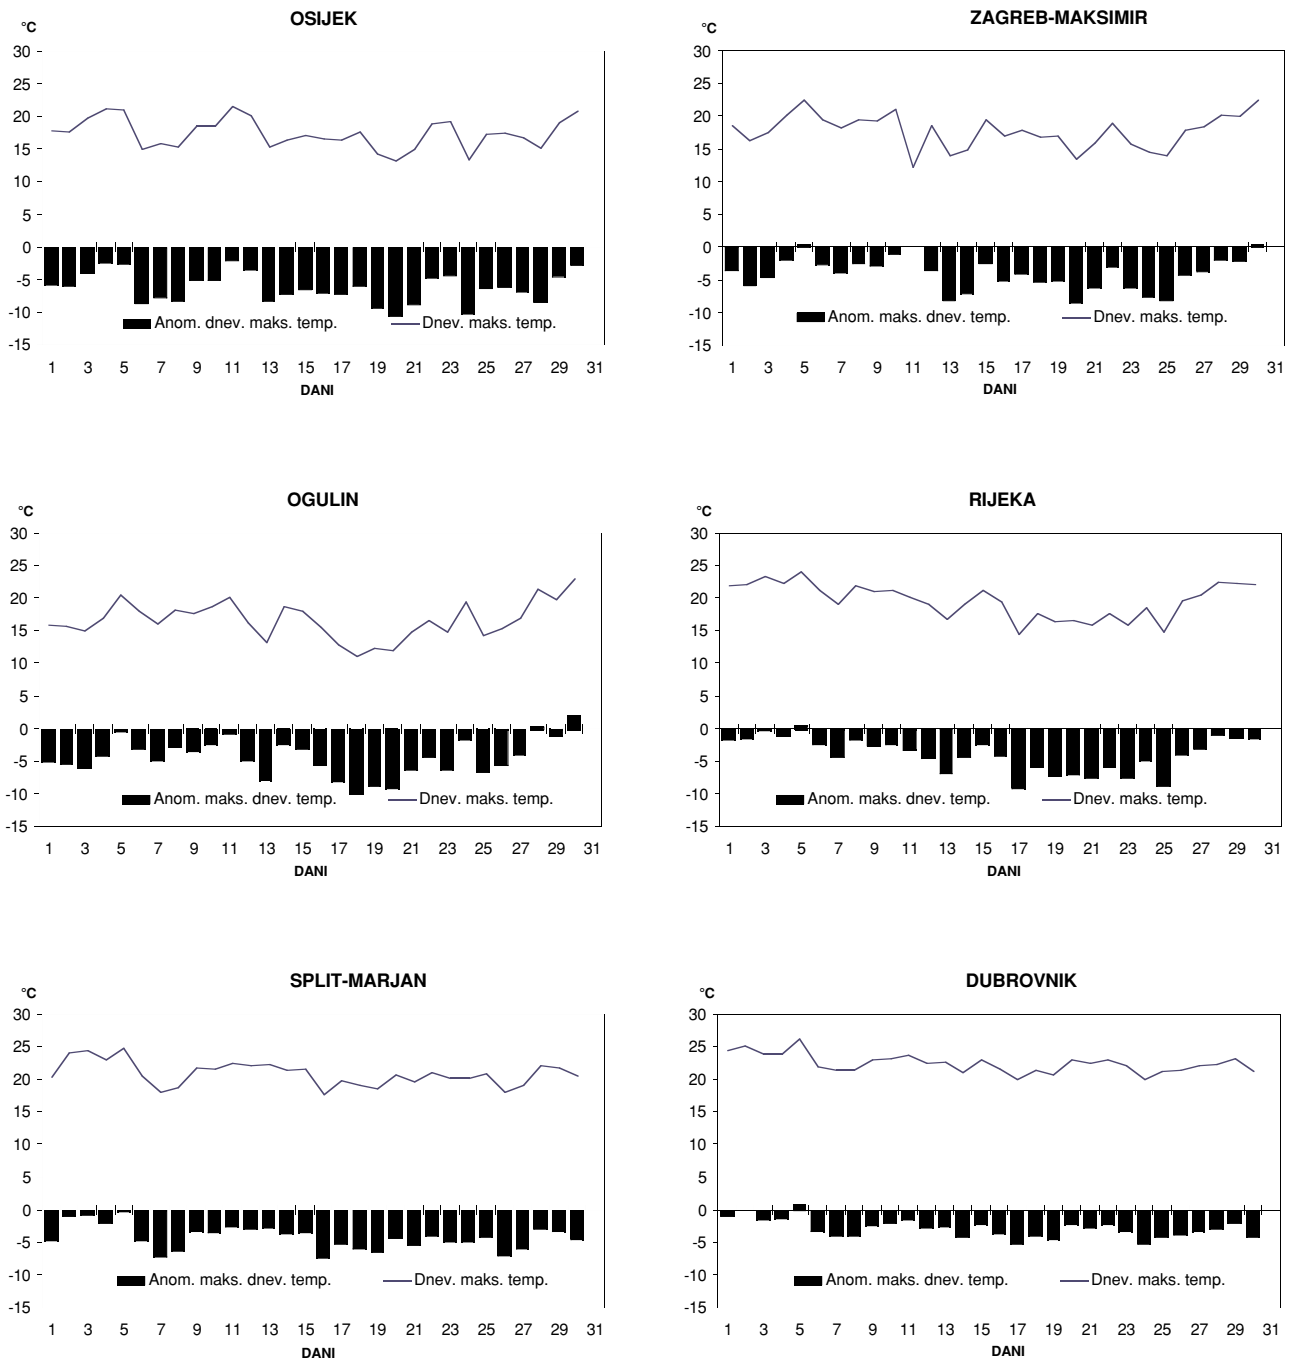 OSIJEK
°C
30
25
20
15
10
5
0
-5
-10
-15
Anom. dnev. maks. temp. Dnev. maks. temp.
1 3 5 7 9 11 13 15 17 19 21 23 25 27 29 31
DANI
ZAGREB-MAKSIMIR
°C
30
25
20
15
10
5
0
-5
-10
-15
Anom. maks. dnev. temp. Dnev. maks. temp.
1 3 5 7 9 11 13 15 17 19 21 23 25 27 29 31
DANI
OGULIN
°C
30
25
20
15
10
5
0
-5
-10
-15
Anom. maks. dnev. temp. Dnev. maks. temp.
1 3 5 7 9 11 13 15 17 19 21 23 25 27 29 31
DANI
RIJEKA
°C
30
25
20
15
10
5
0
-5
-10
-15
Anom. maks. dnev. temp. Dnev. maks. temp.
1 3 5 7 9 11 13 15 17 19 21 23 25 27 29 31
DANI
SPLIT-MARJAN
°C
30
25
20
15
10
5
0
-5
-10
-15
Anom. maks. dnev. temp. Dnev. maks. temp.
1 3 5 7 9 11 13 15 17 19 21 23 25 27 29 31
DANI
DUBROVNIK
°C
30
25
20
15
10
5
0
-5
-10
-15
Anom. maks. dnev. temp. Dnev. maks. temp.
1 3 5 7 9 11 13 15 17 19 21 23 25 27 29 31
DANI